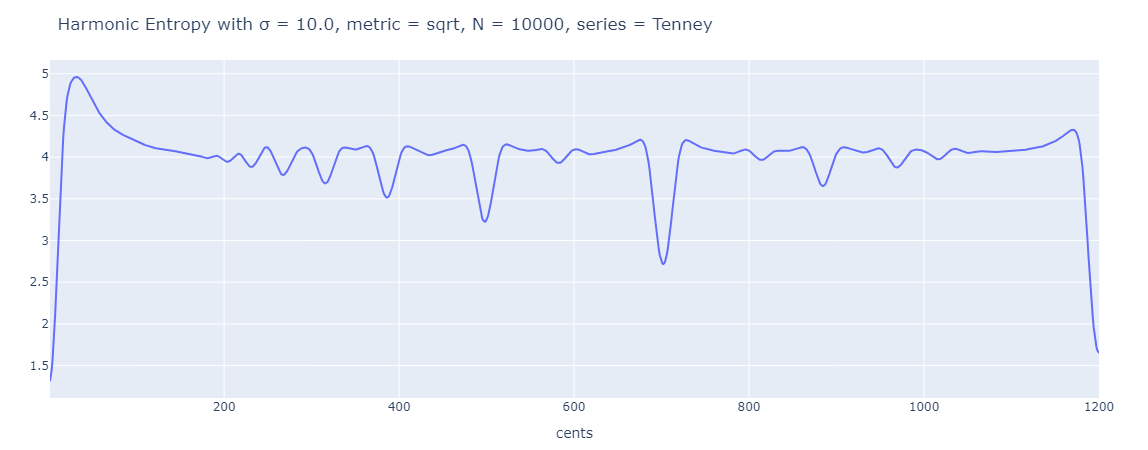 Harmonic Entropy with σ = 10.0, metric = sqrt, N = 10000, series = Tenney
5
4.5
4
3.5
3
2.5
2
1.5
200 400 600 800 1000 1200
cents